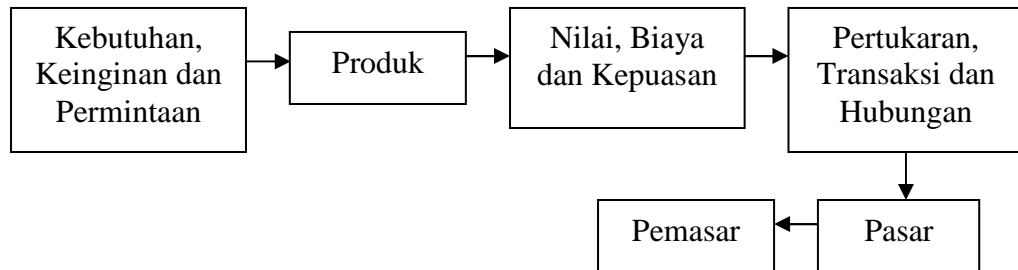 Kebutuhan,
Keinginan dan
Permintaan
Produk
Nilai, Biaya
dan Kepuasan
Pertukaran,
Transaksi dan
Hubungan
Pemasar
Pasar